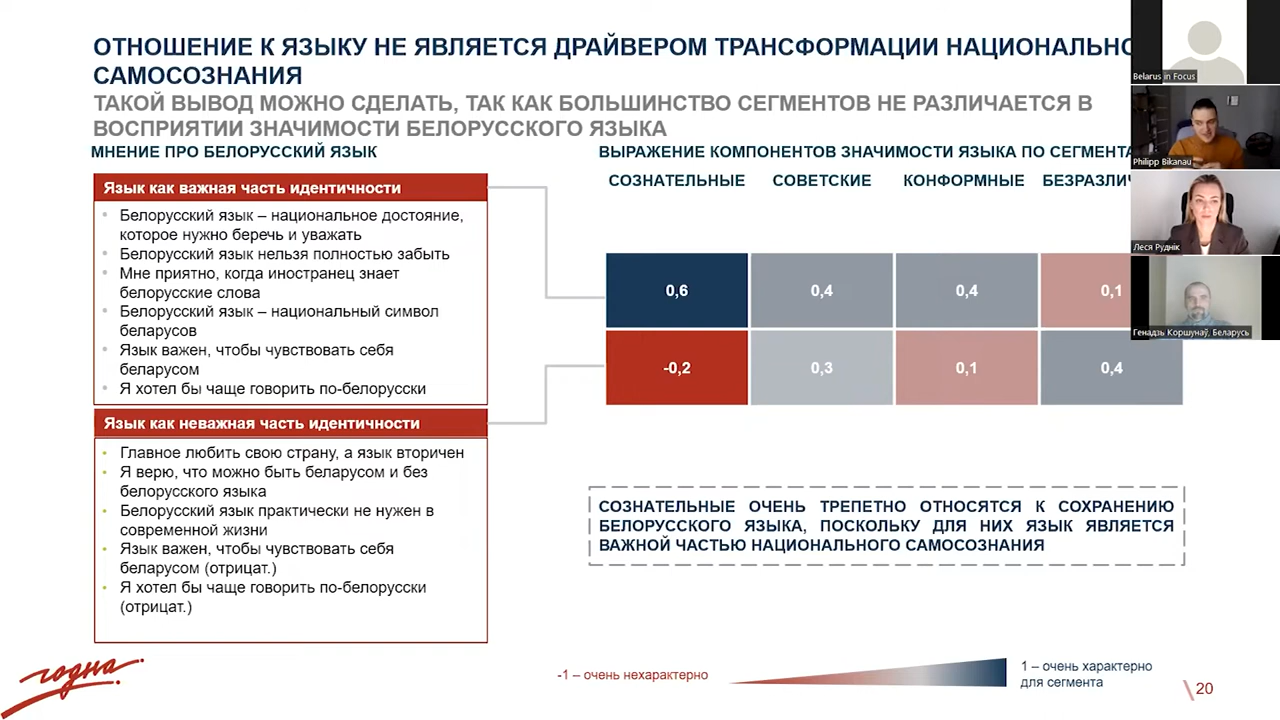 ОТНОШЕНИЕ К ЯЗЫКУ НЕ ЯВЛЯЕТСЯ ДРАЙВЕРОМ ТРАНСФОРМАЦИИ НАЦИОНАЛЬНО
САМОСОЗНАНИЯ
ТАКОЙ ВЫВОД МОЖНО СДЕЛАТЬ, ТАК КАК БОЛЬШИНСТВО СЕГМЕНТОВ НЕ РАЗЛИЧАЕТСЯ В
ВОСПРИЯТИИ ЗНАЧИМОСТИ БЕЛОРУССКОГО ЯЗЫКА
МНЕНИЕ ПРО БЕЛОРУССКИЙ ЯЗЫК
Язык как важная часть идентичности
Белорусский язык – национальное достояние,
которое нужно беречь и уважать
Белорусский язык нельзя полностью забыть
Мне приятно, когда иностранец знает
белорусские слова
Белорусский язык – национальный символ
беларусов
Язык важен, чтобы чувствовать себя
беларусом
Я хотел бы чаще говорить по-белорусски
Язык как неважная часть идентичности
Главное любить свою страну, а язык вторичен
Я верю, что можно быть беларусом и без
белорусского языка
Белорусский язык практически не нужен в
современной жизни
Язык важен, чтобы чувствовать себя
беларусом (отрицат.)
Я хотел бы чаще говорить по-белорусски
(отрицат.)
ВЫРАЖЕНИЕ КОМПОНЕНТОВ ЗНАЧИМОСТИ ЯЗЫКА ПО СЕГМЕНТА
СОЗНАТЕЛЬНЫЕ СОВЕТСКИЕ КОНФОРМНЫЕ БЕЗРАЗЛИЧ
0,6 0,4 0,4 0,1
-0,2 0,3 0,1 0,4
СОЗНАТЕЛЬНЫЕ ОЧЕНЬ ТРЕПЕТНО ОТНОСЯТСЯ К СОХРАНЕНИЮ
БЕЛОРУССКОГО ЯЗЫКА, ПОСКОЛЬКУ ДЛЯ НИХ ЯЗЫК ЯВЛЯЕТСЯ
ВАЖНОЙ ЧАСТЬЮ НАЦИОНАЛЬНОГО САМОСОЗНАНИЯ
-1 – очень нехарактерно
1 – очень характерно
для сегмента
20
годна
Belarus in Focus
Philipp Bikanau
Леся Руднік
Генадзь Коршунаў, Беларусь